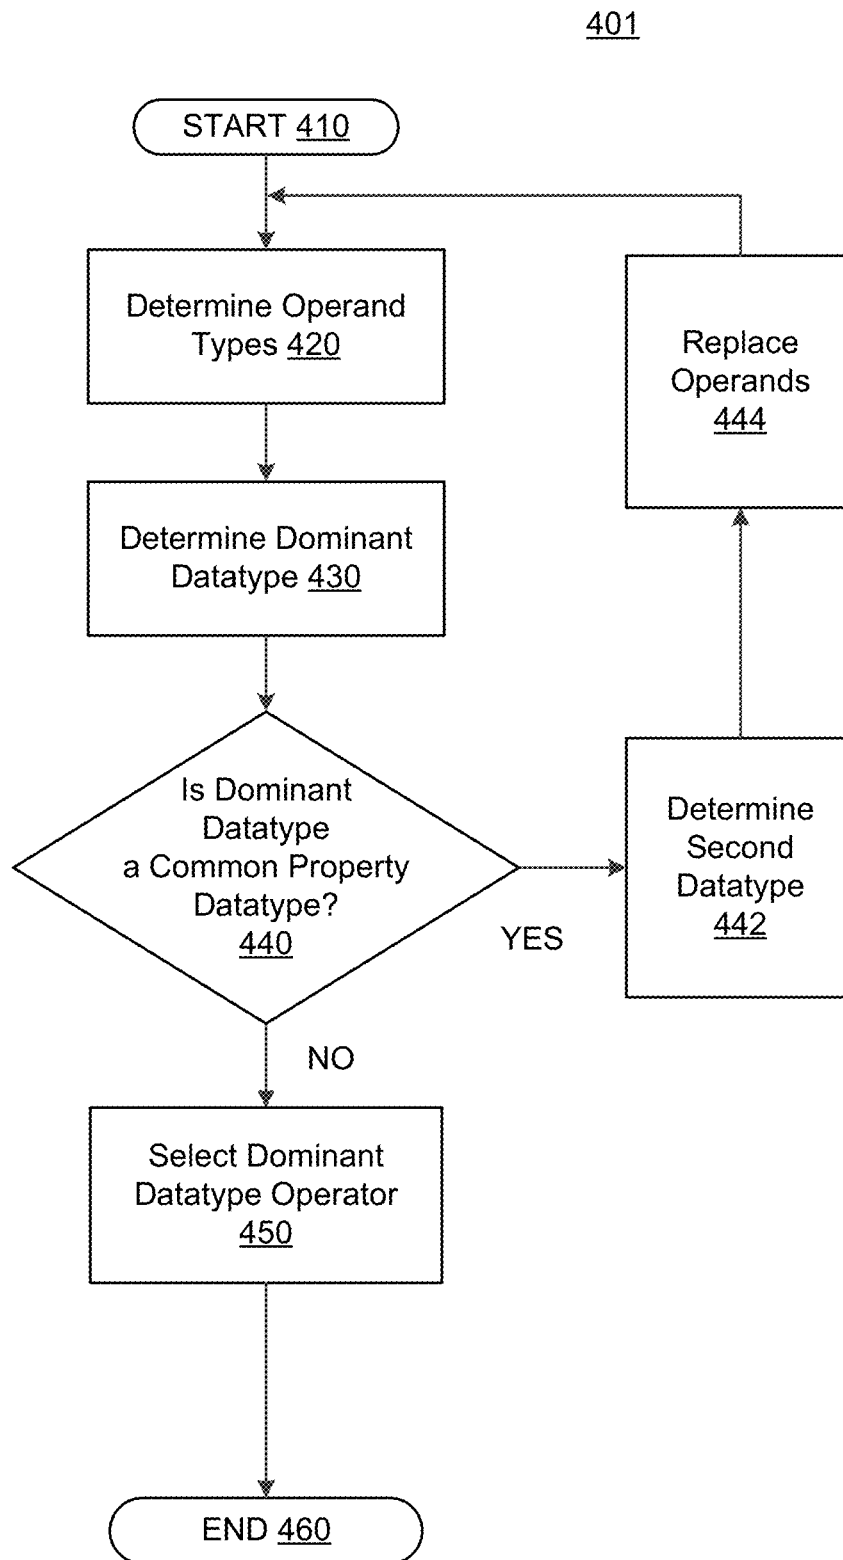 401
START 410
Determine Operand
Types 420
Replace
Operands
444
Determine Dominant
Datatype 430
Is Dominant
Datatype
a Common Property
Datatype?
440
YES
Determine
Second
Datatype
442
NO
Select Dominant
Datatype Operator
450
END 460